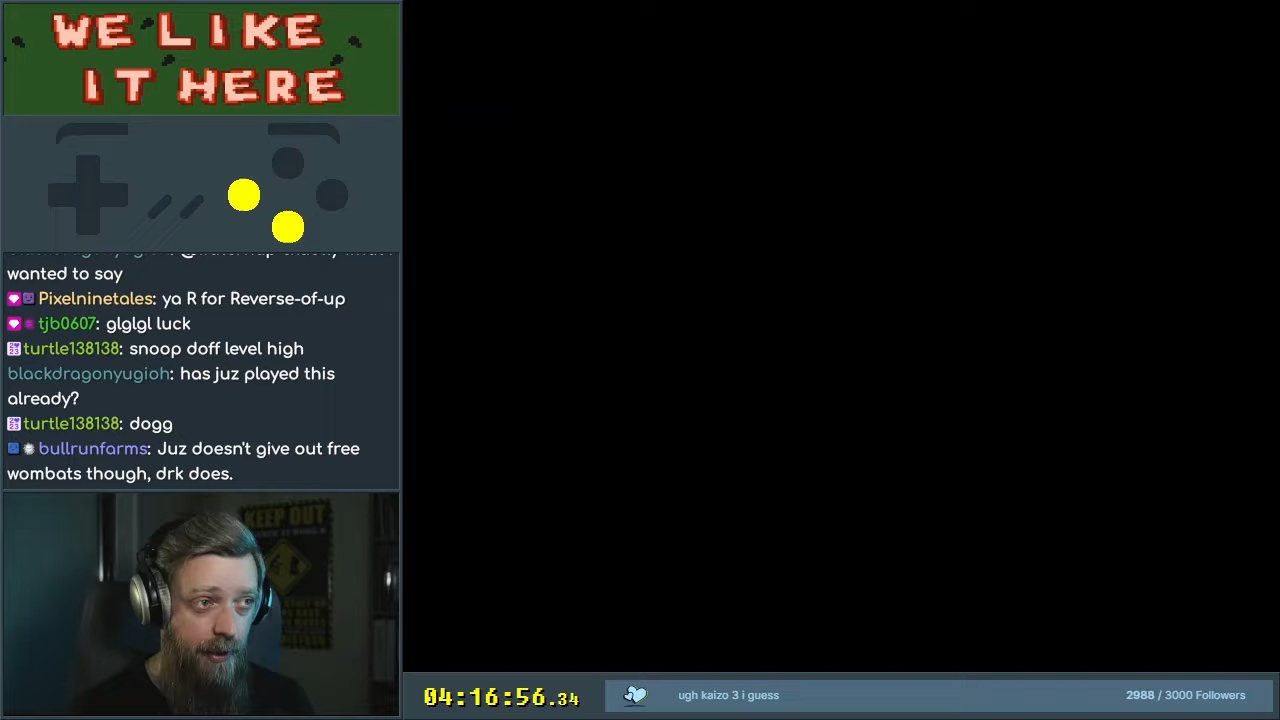 WE LIKE
IT HERE
wanted to say
Pixelninetales: ya R for Reverse-of-up
tjb0607: glglgl luck
turtle138138: snoop doff level high
blackdragonyugioh: has juz played this
already?
turtle138138: dogg
bullrunfarms: Juz doesn't give out free
wombats though, drk does.
KEEP OUT
04:16:56.34
ugh kaizo 3 i guess
2988 / 3000 Followers